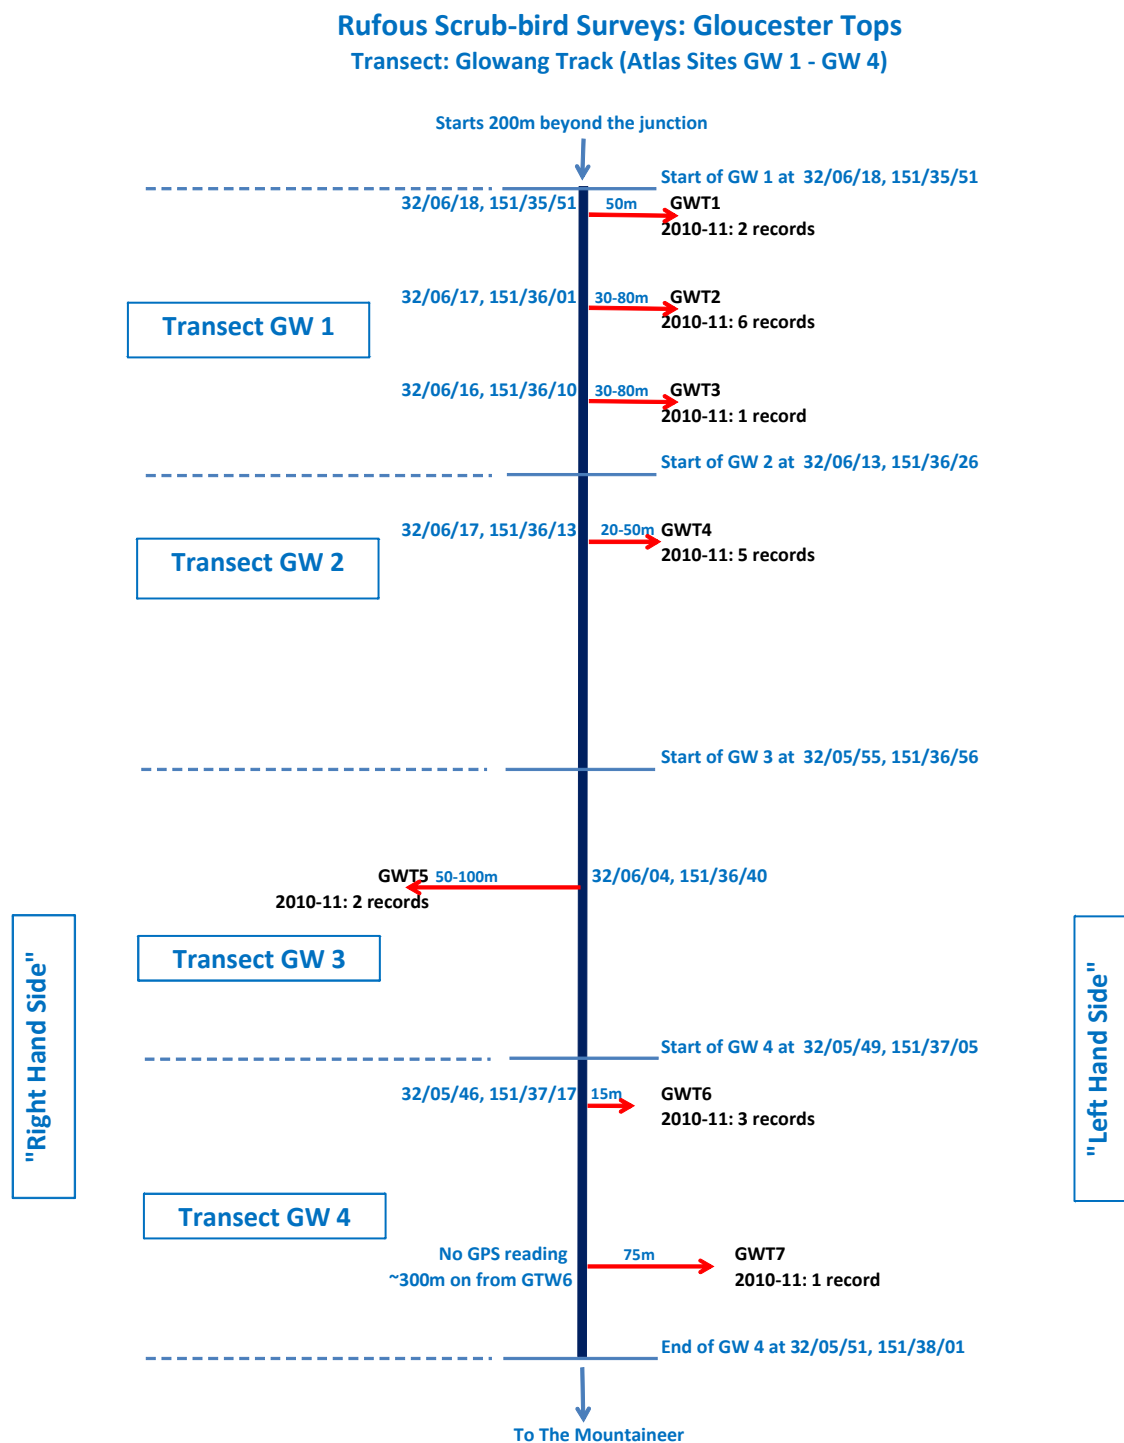 Rufous Scrub-bird Surveys: Gloucester Tops
Transect: Glowang Track (Atlas Sites GW 1 - GW 4)
Starts 200m beyond the junction
Start of GW 1 at 32/06/18, 151/35/51
32/06/18, 151/35/51 50m GWT1
2010-11: 2 records
32/06/17, 151/36/01 30-80m GWT2
2010-11: 6 records
Transect GW 1
32/06/16, 151/36/10 30-80m GWT3
2010-11: 1 record
Start of GW 2 at 32/06/13, 151/36/26
32/06/17, 151/36/13 20-50m GWT4
2010-11: 5 records
Transect GW 2
Start of GW 3 at 32/05/55, 151/36/56
GWT5 50-100m 32/06/04, 151/36/40
2010-11: 2 records
Transect GW 3
"Right Hand Side"
"Left Hand Side"
Start of GW 4 at 32/05/49, 151/37/05
32/05/46, 151/37/17 15m GWT6
2010-11: 3 records
Transect GW 4
No GPS reading 75m GWT7
~300m on from GTW6 2010-11: 1 record
End of GW 4 at 32/05/51, 151/38/01
To The Mountaineer